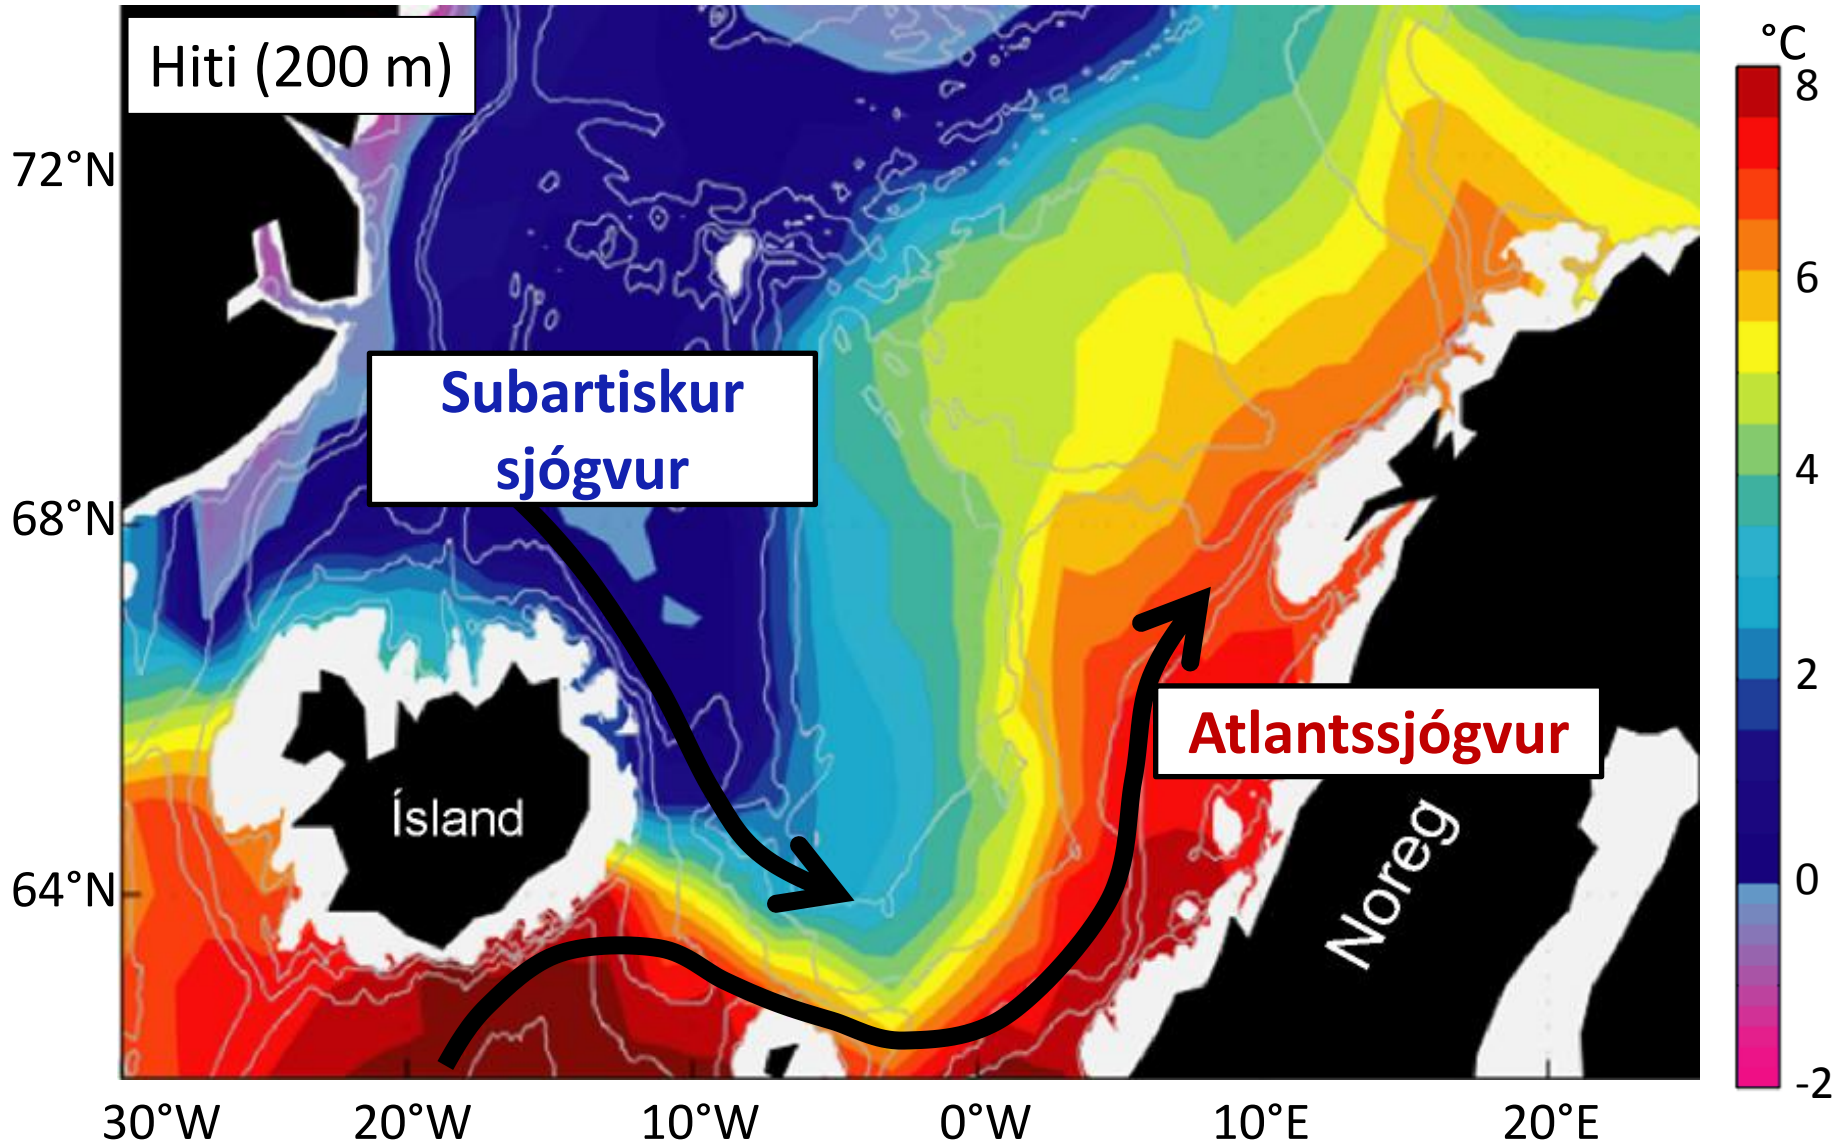 Hiti (200 m)
°C
8
6
4
2
0
-2
72°N
68°N
64°N
Subartiskur
sjógvur
Atlantssjógvur
Ísland
Noreg
30°W
20°W
10°W
0°W
10°E
20°E